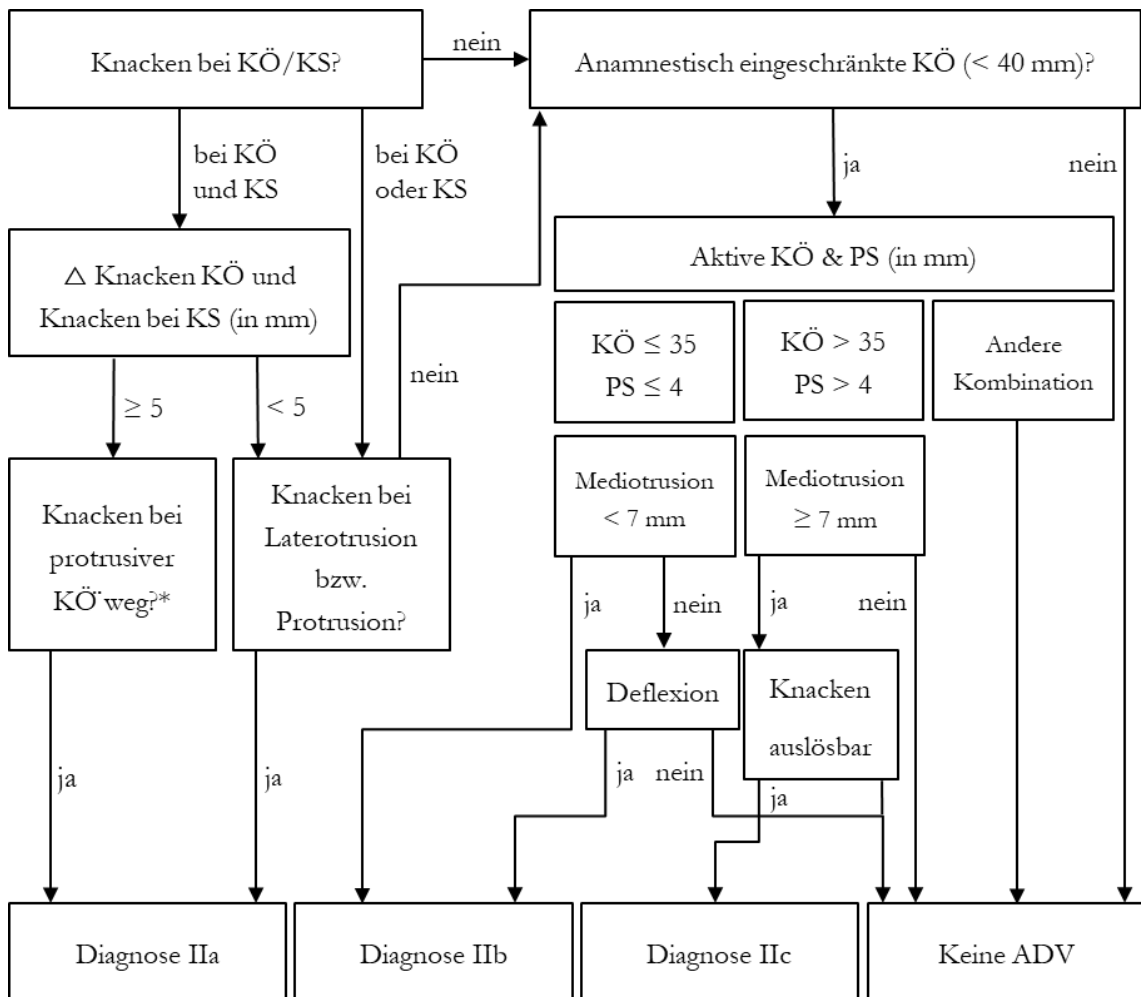 Knacken bei KÖ/KS?
nein
Anamnestisch eingeschränkte KÖ (< 40 mm)?
bei KÖ
und KS
bei KÖ
oder KS
ja
nein
△ Knacken KÖ und
Knacken bei KS (in mm)
nein
Aktive KÖ & PS (in mm)
KÖ ≤ 35
PS ≤ 4
KÖ > 35
PS > 4
Andere
Kombination
≥ 5
< 5
Knacken bei
protrusiver
KÖ weg?*
Knacken bei
Laterotrusion
bzw.
Protrusion?
Mediotrusion
< 7 mm
Mediotrusion
≥ 7 mm
ja
nein
ja
nein
Deflexion
Knacken
auslösbar
ja
ja
ja
nein
ja
Diagnose IIa
Diagnose IIb
Diagnose IIc
Keine ADV